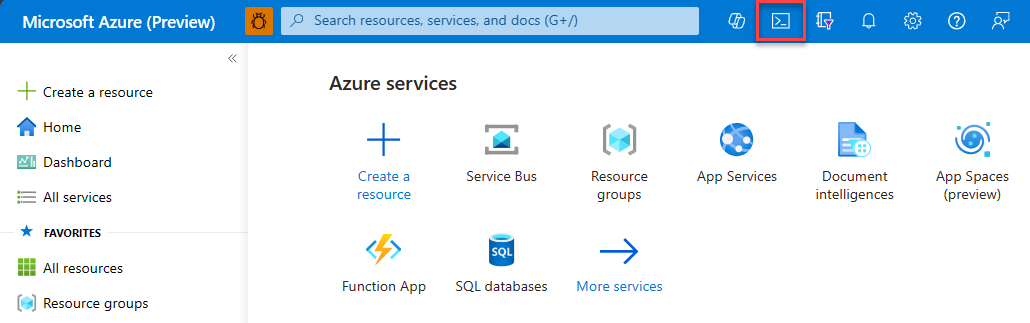 Microsoft Azure (Preview)
Search resources, services, and docs (G+/)
Create a resource
Home
Dashboard
All services
FAVORITES
All resources
Resource groups
Azure services
Create a
resource
Service Bus
Resource
groups
App Services
Document
intelligences
App Spaces
(preview)
Function App
SQL
SQL databases
More services